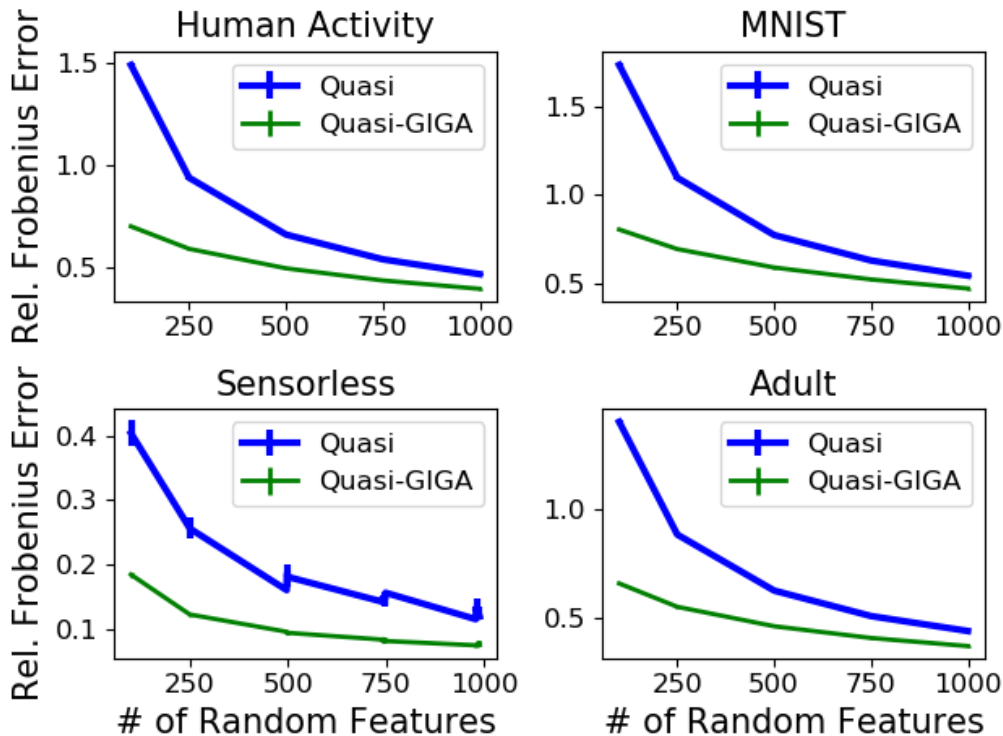 Human Activity
Rel. Frobenius Error
1.5
1.0
0.5
Quasi
Quasi-GIGA
250 500 750 1000
MNIST
1.5
1.0
0.5
Quasi
Quasi-GIGA
250 500 750 1000
Sensorless
Rel. Frobenius Error
0.4
0.3
0.2
0.1
Quasi
Quasi-GIGA
250 500 750 1000
# of Random Features
Adult
1.0
0.5
Quasi
Quasi-GIGA
250 500 750 1000
# of Random Features